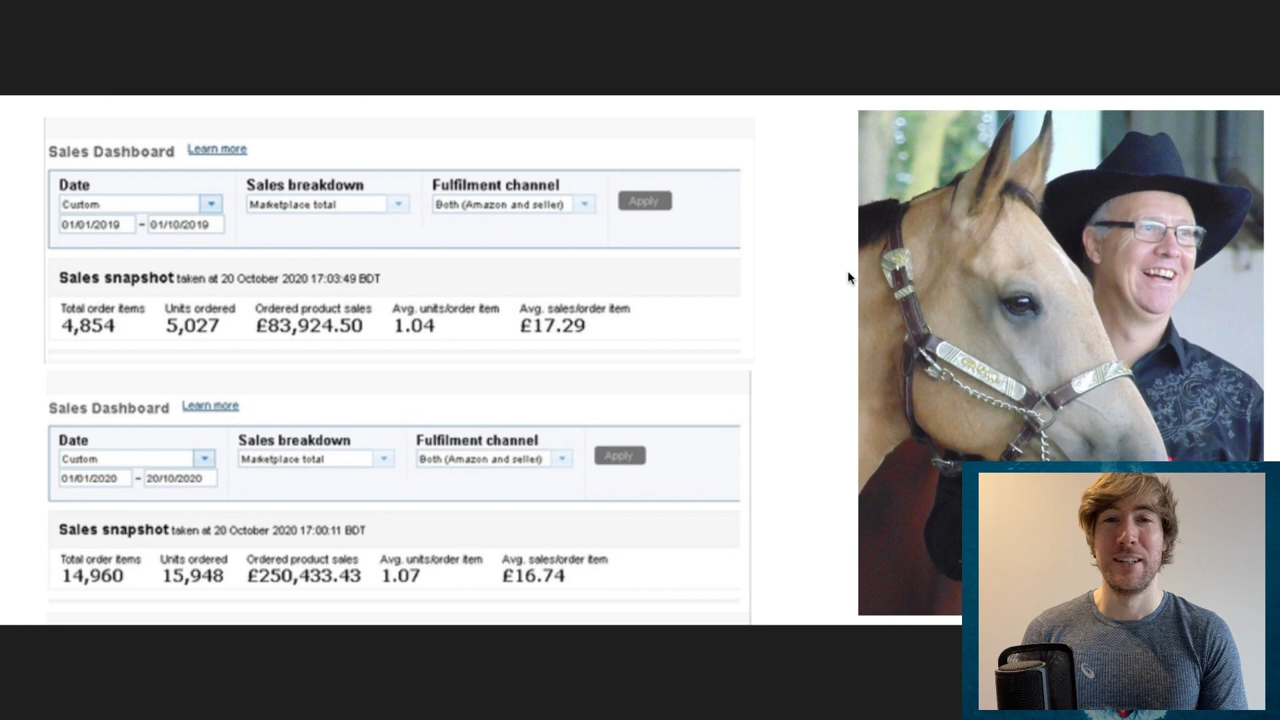 Sales Dashboard Learn more
Date Sales breakdown Fulfilment channel
Custom Marketplace total Both (Amazon and seller) Apply
01/01/2019 - 01/10/2019
Sales snapshot taken at 20 October 2020 17:03:49 BDT
Total order items Units ordered Ordered product sales Avg. units/order item Avg. sales/order item
4,854 5,027 £83,924.50 1.04 £17.29
Sales Dashboard Learn more
Date Sales breakdown Fulfilment channel
Custom Marketplace total Both (Amazon and seller) Apply
01/01/2020 - 20/10/2020
Sales snapshot taken at 20 October 2020 17:00:11 BDT
Total order items Units ordered Ordered product sales Avg. units/order item Avg. sales/order item
14,960 15,948 £250,433.43 1.07 £16.74